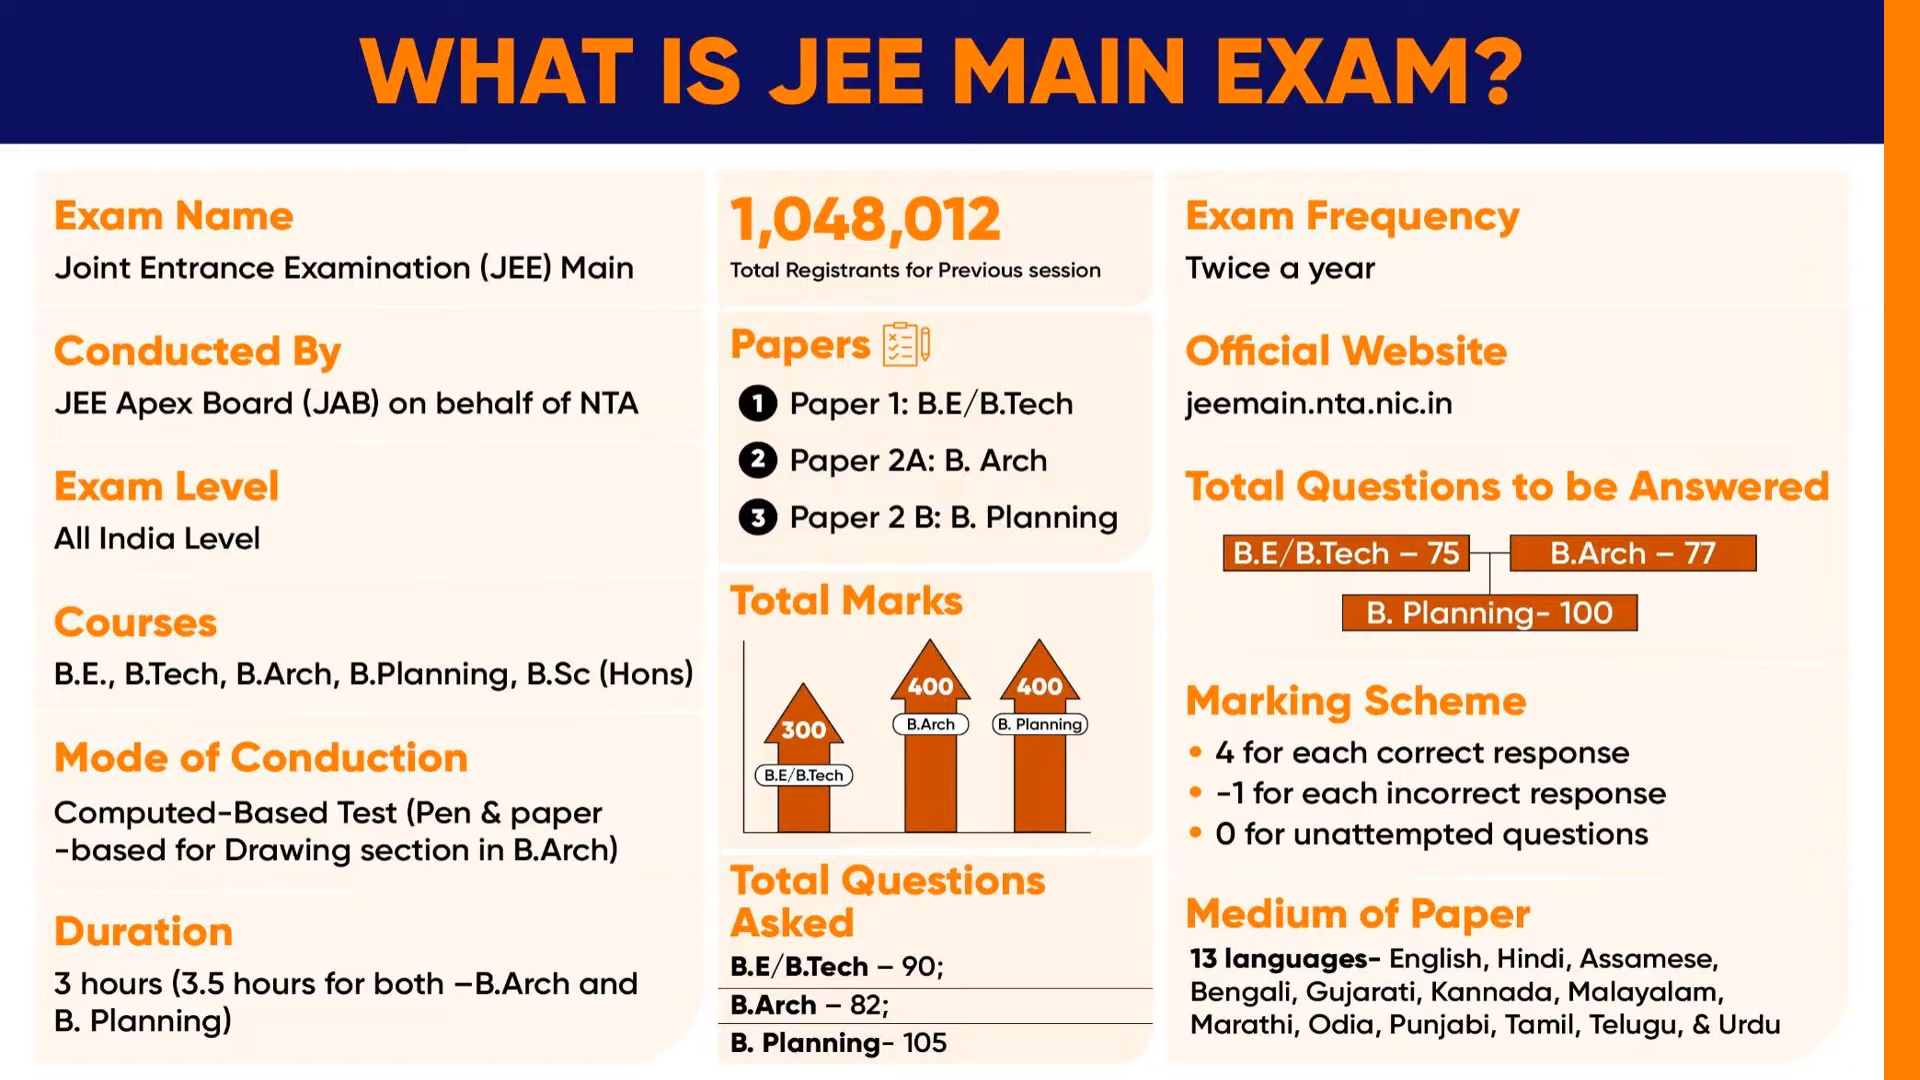 WHAT IS JEE MAIN EXAM?
Exam Name
Joint Entrance Examination (JEE) Main
Conducted By
JEE Apex Board (JAB) on behalf of NTA
Exam Level
All India Level
Courses
B.E., B.Tech, B.Arch, B.Planning, B.Sc (Hons)
Mode of Conduction
Computed-Based Test (Pen & paper
-based for Drawing section in B.Arch)
Duration
3 hours (3.5 hours for both –B.Arch and
B. Planning)
1,048,012
Total Registrants for Previous session
Papers
1 Paper 1: B.E/B.Tech
2 Paper 2A: B. Arch
3 Paper 2 B: B. Planning
Total Marks
300
B.E/B.Tech
400
B.Arch
400
B. Planning
Total Questions
Asked
B.E/B.Tech – 90;
B.Arch – 82;
B. Planning- 105
Exam Frequency
Twice a year
Official Website
jeemain.nta.nic.in
Total Questions to be Answered
B.E/B.Tech – 75
B.Arch – 77
B. Planning- 100
Marking Scheme
• 4 for each correct response
• -1 for each incorrect response
• 0 for unattempted questions
Medium of Paper
13 languages- English, Hindi, Assamese,
Bengali, Gujarati, Kannada, Malayalam,
Marathi, Odia, Punjabi, Tamil, Telugu, & Urdu